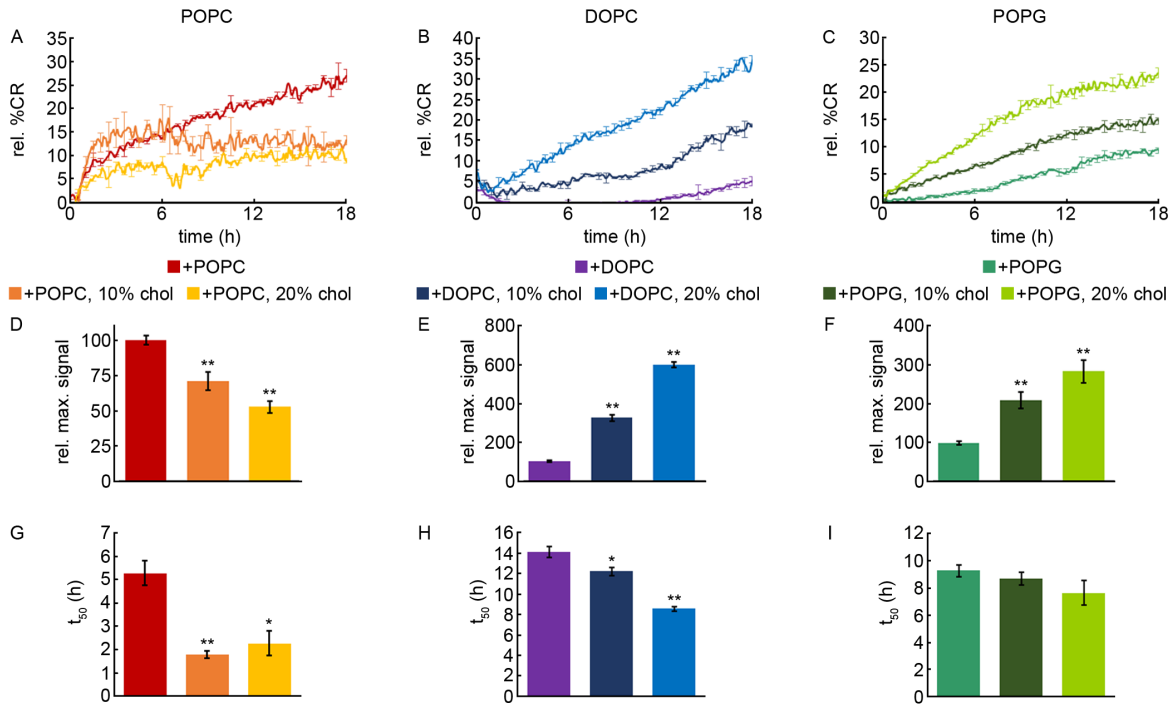 POPC
DOPC
POPG
A
35
30
25
20
15
10
5
0
rel. %CR
0
6
12
18
time (h)
B
45
40
35
30
25
20
15
10
5
0
rel. %CR
0
6
12
18
time (h)
C
30
25
20
15
10
5
0
rel. %CR
0
6
12
18
time (h)
+POPC
+POPC, 10% chol
+POPC, 20% chol
+DOPC
+DOPC, 10% chol
+DOPC, 20% chol
+POPG
+POPG, 10% chol
+POPG, 20% chol
D
100
75
50
25
0
rel. max. signal
**
**
E
800
600
400
200
0
rel. max. signal
**
**
F
400
300
200
100
0
rel. max. signal
**
**
G
7
6
5
4
3
2
1
0
t50 (h)
**
*
H
16
14
12
10
8
6
4
2
0
t50 (h)
*
**
I
12
10
8
6
4
2
0
t50 (h)